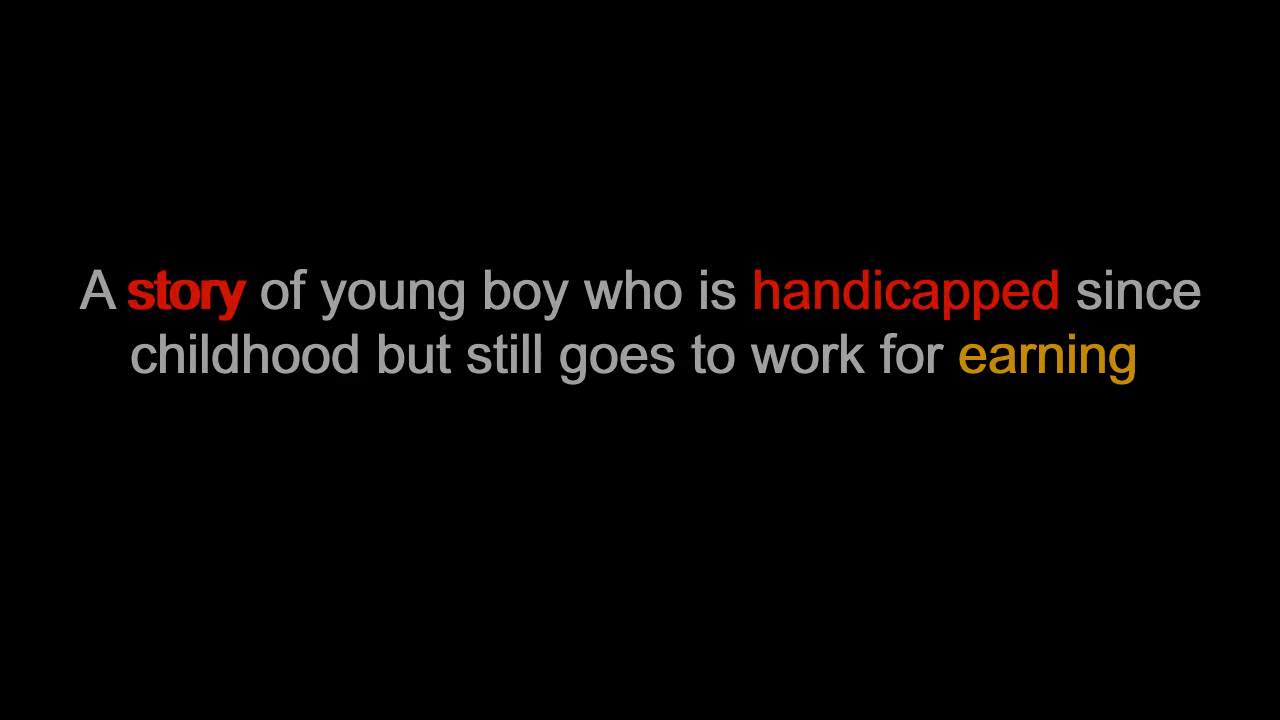 A story of young boy who is handicapped since
childhood but still goes to work for earning